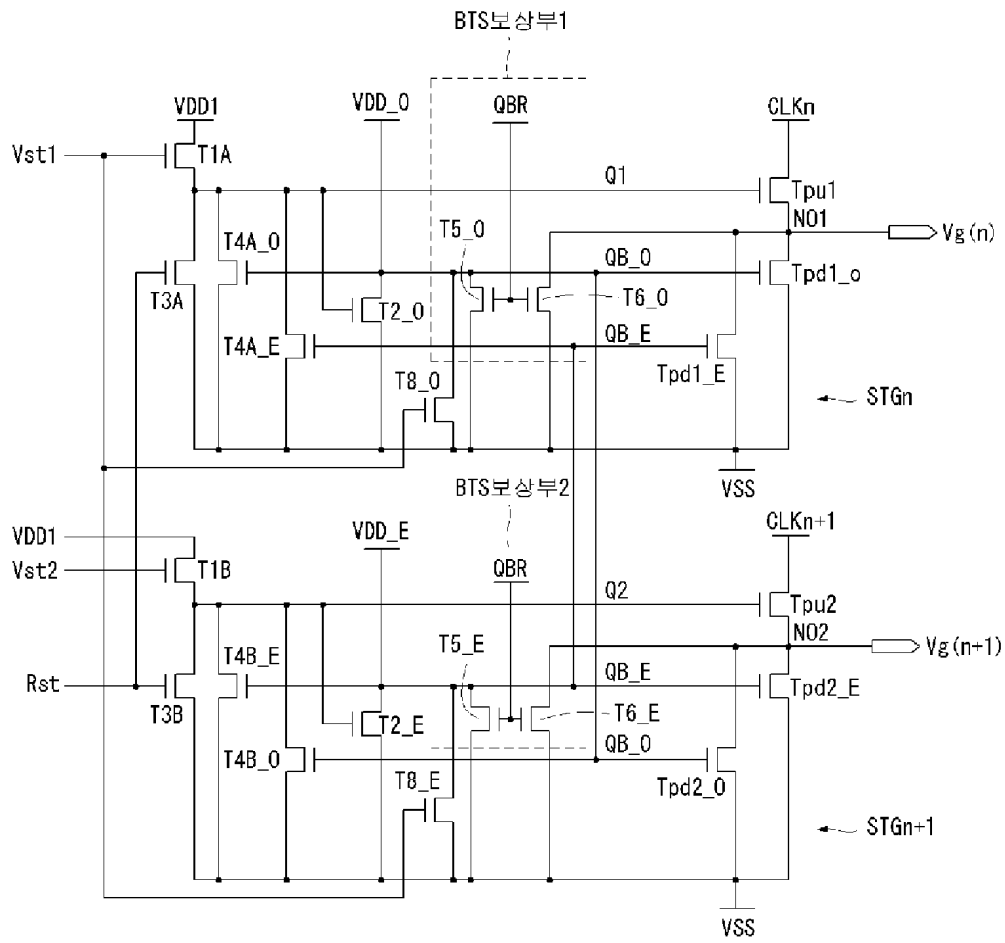 BTS보상부1
VDD1
VDD_O
QBR
CLKn
Vst1
T1A
Q1
Tpu1
NO1
Vg(n)
T4A_O
T5_O
QB_O
T3A
T2_O
T6_O
Tpd1_o
T4A_E
QB_E
T8_O
Tpd1_E
STGn
BTS보상부2
VSS
VDD1
VDD_E
CLKn+1
Vst2
T1B
QBR
Q2
Tpu2
NO2
T4B_E
T5_E
Vg(n+1)
Rst
QB_E
T3B
T2_E
T6_E
Tpd2_E
T4B_O
QB_O
T8_E
Tpd2_O
STGn+1
VSS